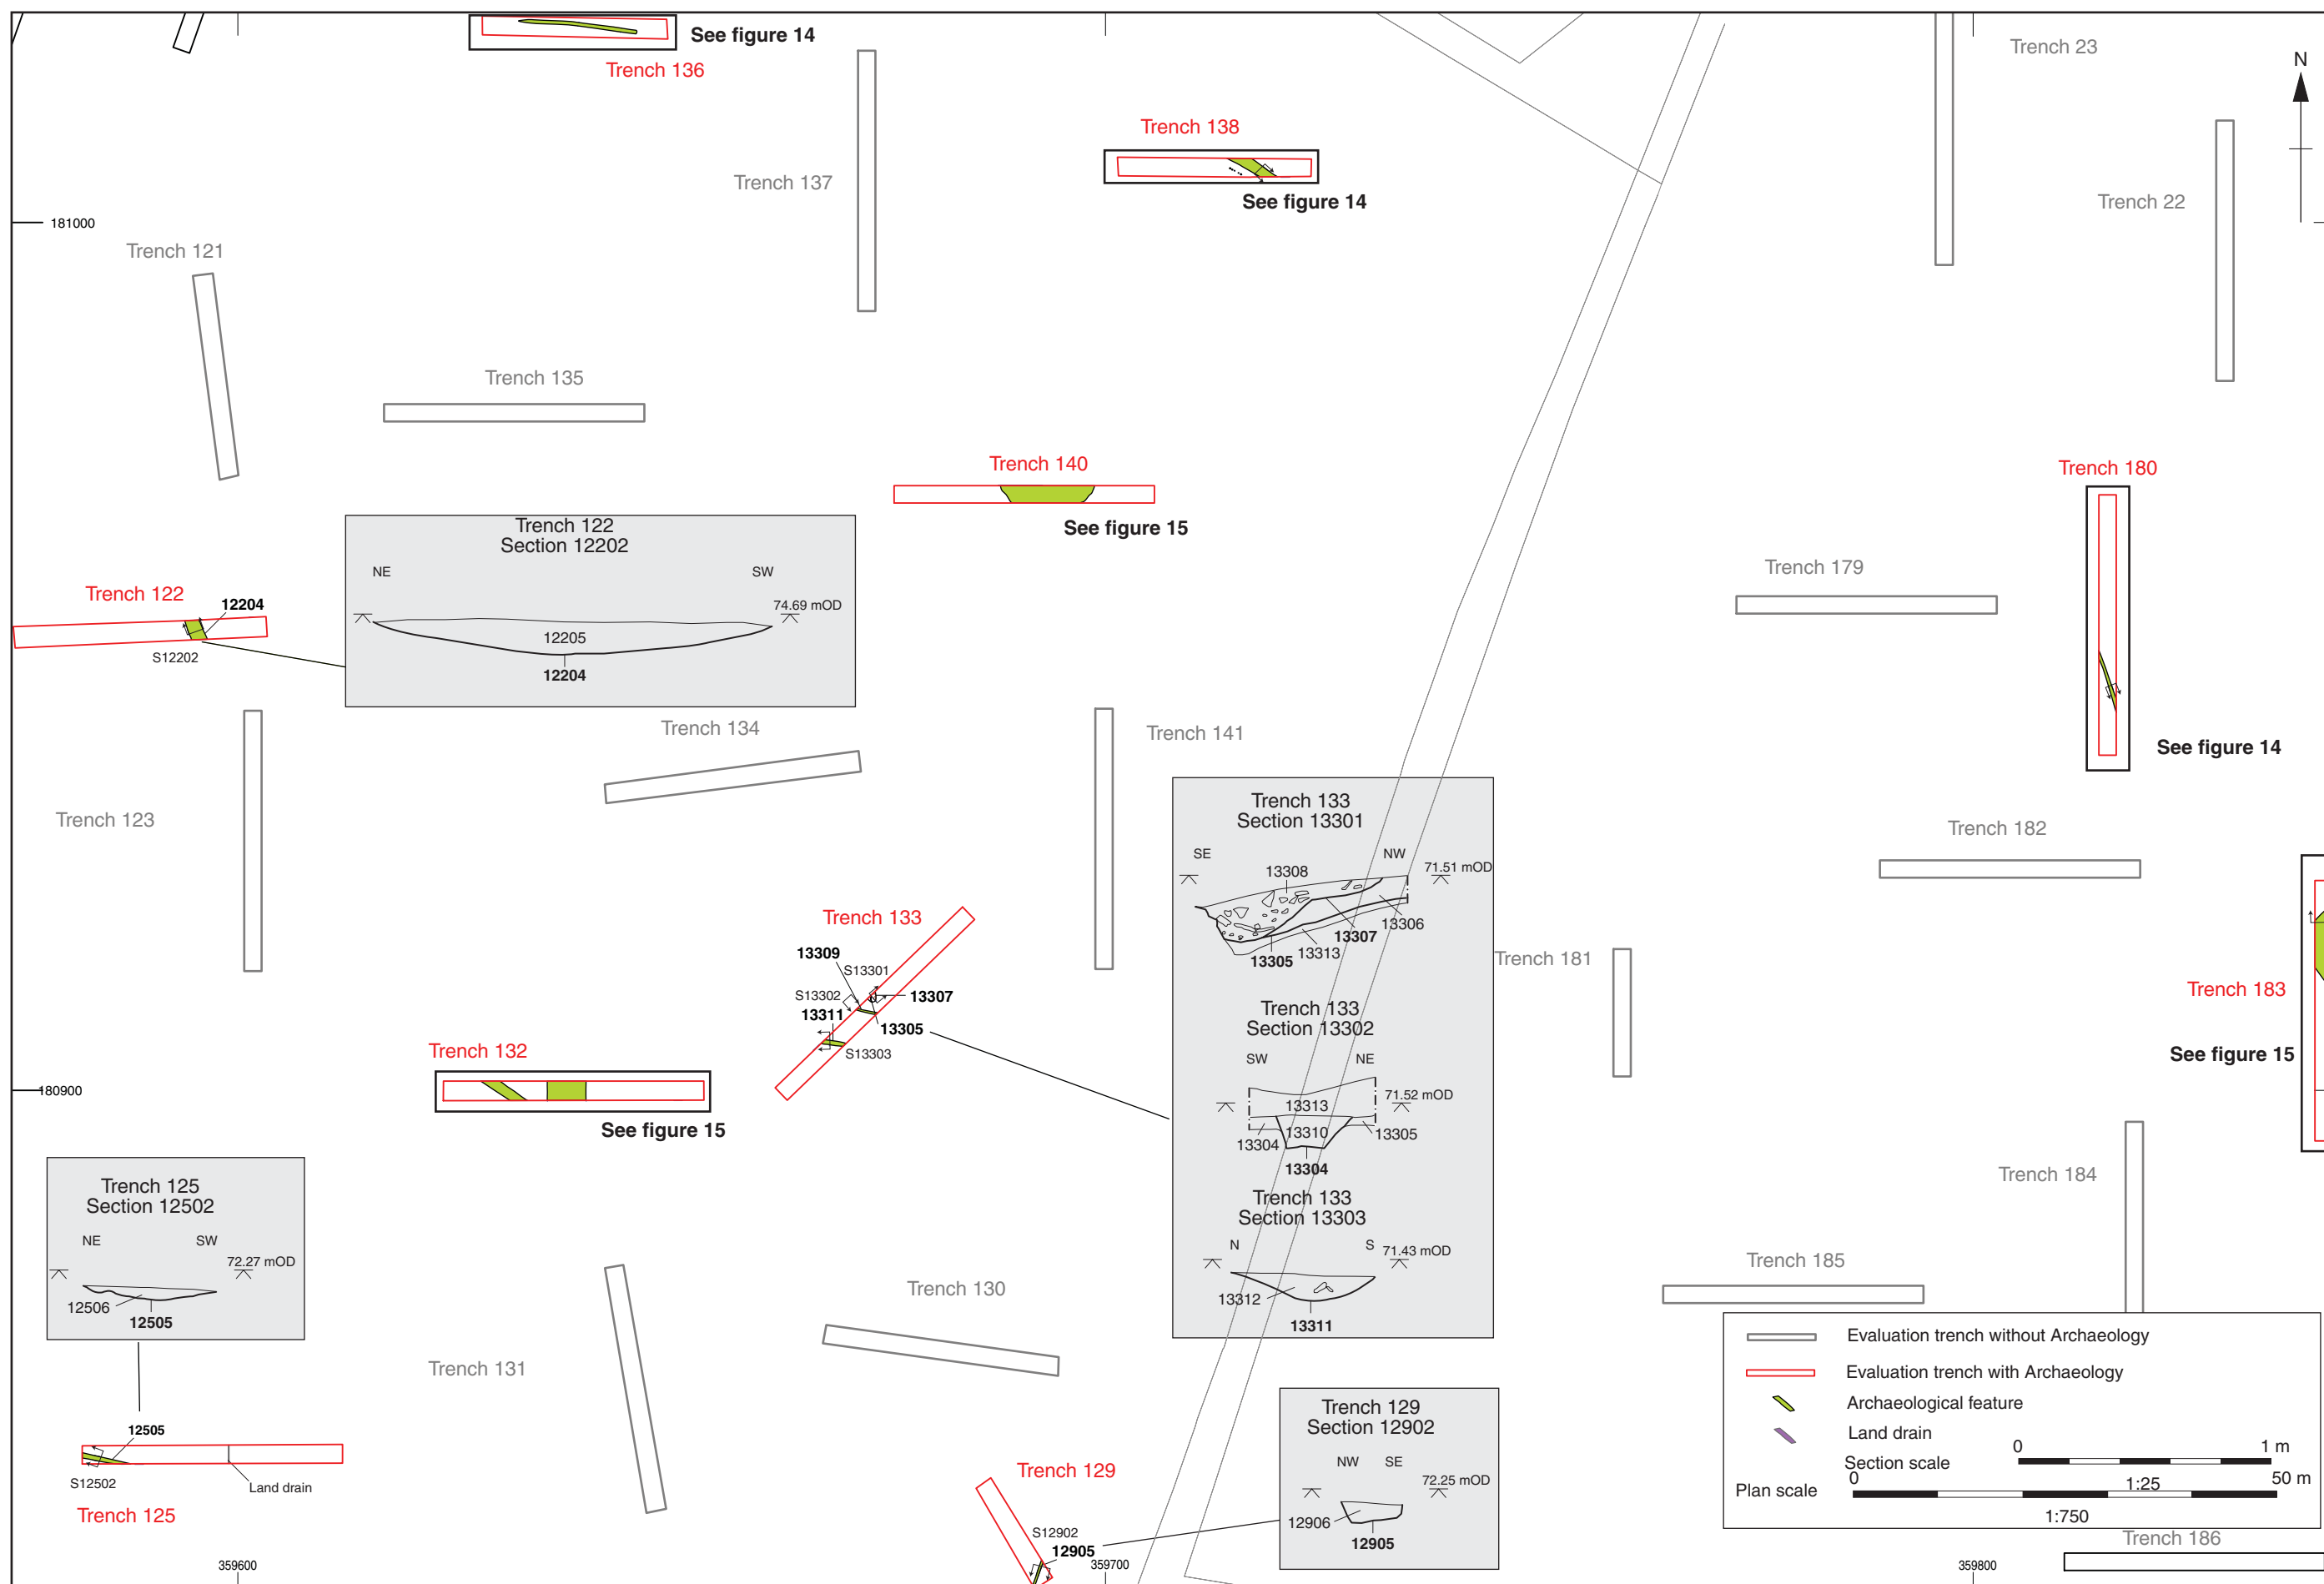 See figure 14
Trench 136
Trench 23
N
Trench 138
Trench 137
See figure 14
Trench 22
181000
Trench 121
Trench 135
Trench 140
See figure 15
Trench 180
Trench 122
Section 12202
NE
SW
74.69 mOD
12205
12204
Trench 122
12204
S12202
Trench 179
Trench 134
Trench 141
See figure 14
Trench 123
Trench 182
Trench 133
Section 13301
SE
NW
71.51 mOD
13308
13306
13307
13313
13305
Trench 133
13309
S13301
S13302
13307
13311
13305
S13303
Trench 181
Trench 183
Trench 133
Section 13302
SW
NE
71.52 mOD
13313
13310
13304
13305
13304
Trench 132
See figure 15
See figure 15
180900
Trench 133
Section 13303
N
S
71.43 mOD
13312
13311
Trench 184
Trench 125
Section 12502
NE
SW
72.27 mOD
12506
12505
Trench 185
Trench 130
Trench 131
12505
S12502
Land drain
Trench 125
Trench 129
Section 12902
NW
SE
72.25 mOD
12906
12905
Trench 129
S12902
12905
Evaluation trench without Archaeology
Evaluation trench with Archaeology
Archaeological feature
Land drain
Section scale
0
1 m
1:25
Plan scale
0
50 m
1:750
Trench 186
359600
359700
359800